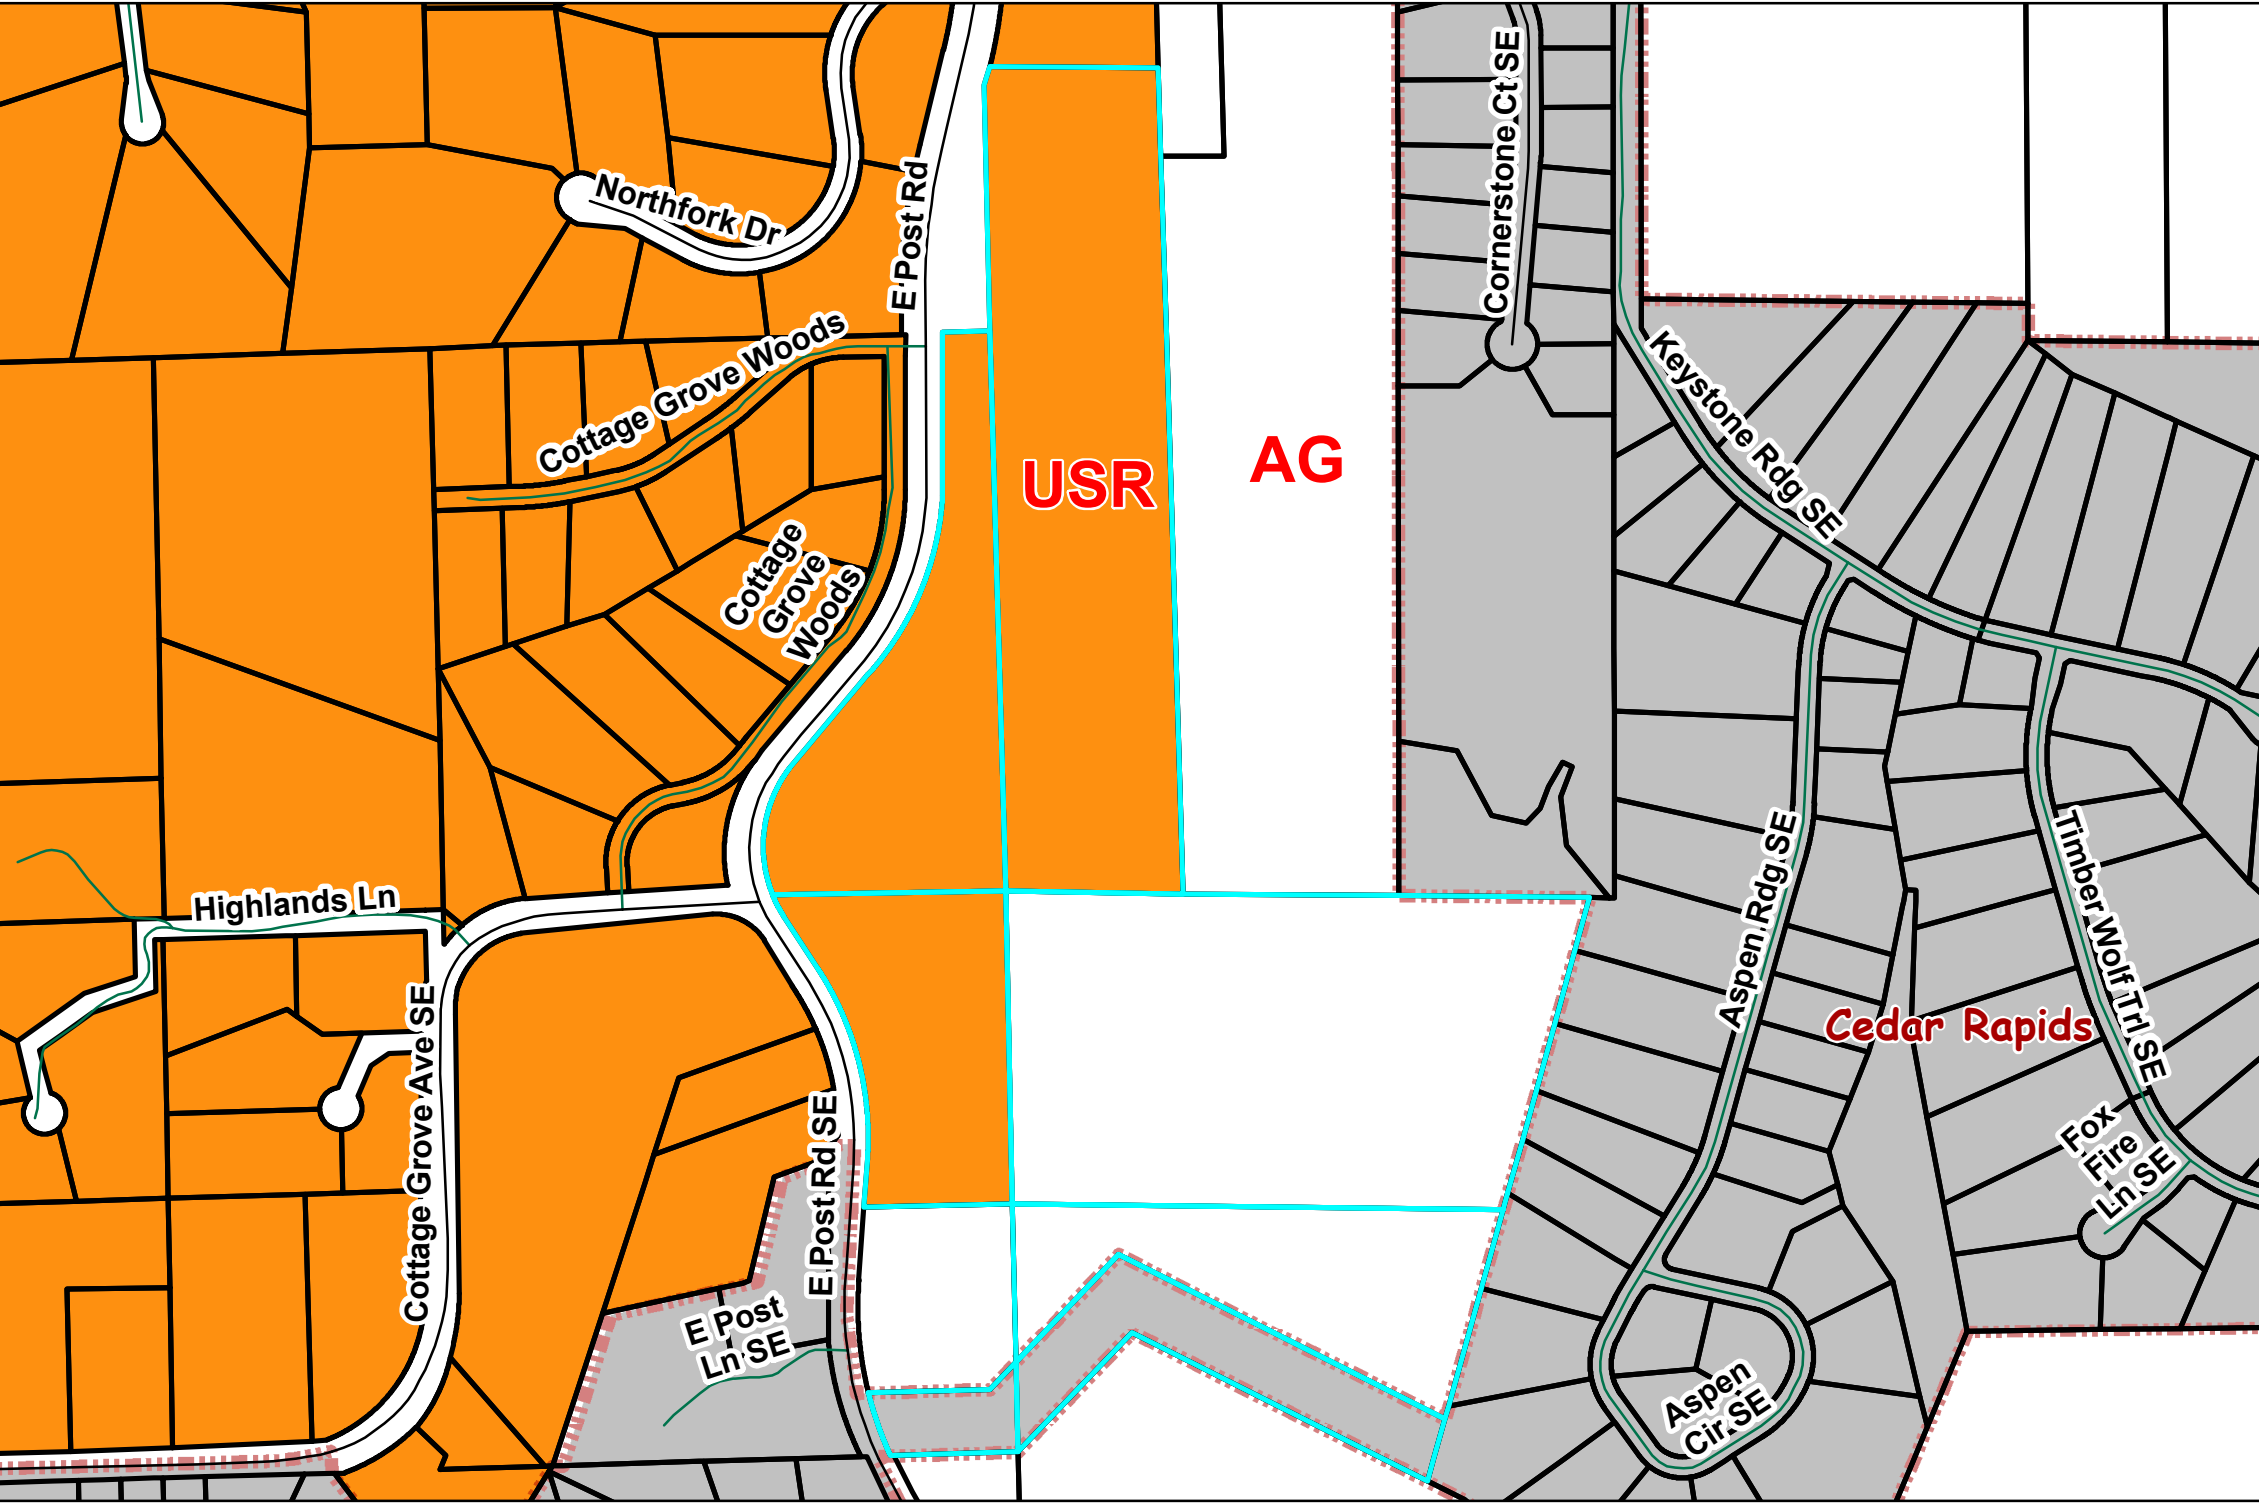 Northfork Dr
E Post Rd
Cornerstone Ct SE
Cottage Grove Woods
Keystone Rdg SE
USR
AG
Cottage
Grove
Woods
Highlands Ln
Aspen Rdg SE
Timber Wolf Trl SE
Cedar Rapids
Cottage Grove Ave SE
E Post Rd SE
Fox
Fire
Ln SE
E Post
Ln SE
Aspen
Cir SE